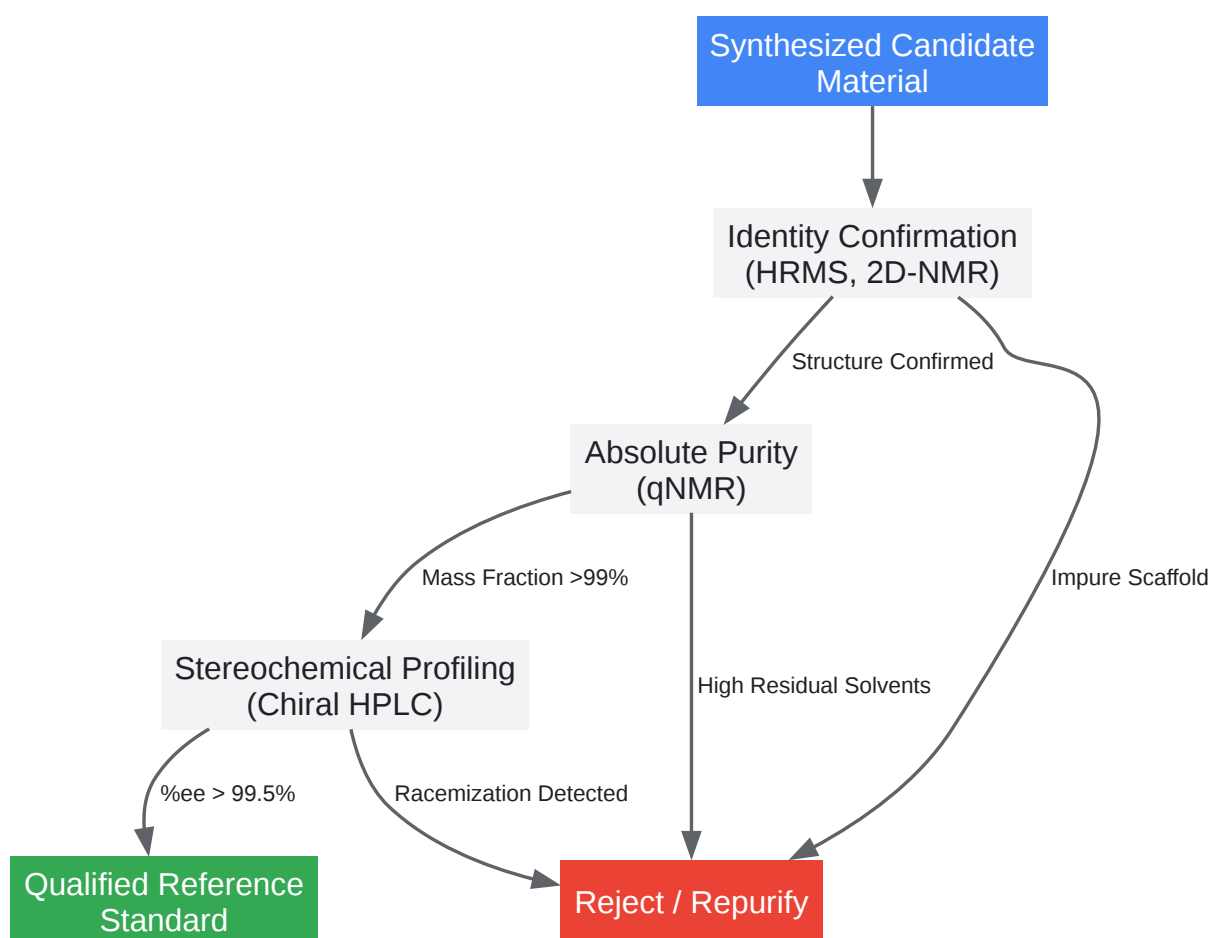 Synthesized Candidate
Material
Identity Confirmation
(HRMS, 2D-NMR)
Structure Confirmed
Absolute Purity
(qNMR)
Mass Fraction >99%
Impure Scaffold
Stereochemical Profiling
(Chiral HPLC)
High Residual Solvents
%ee > 99.5%
Racemization Detected
Qualified Reference
Standard
Reject / Repurify